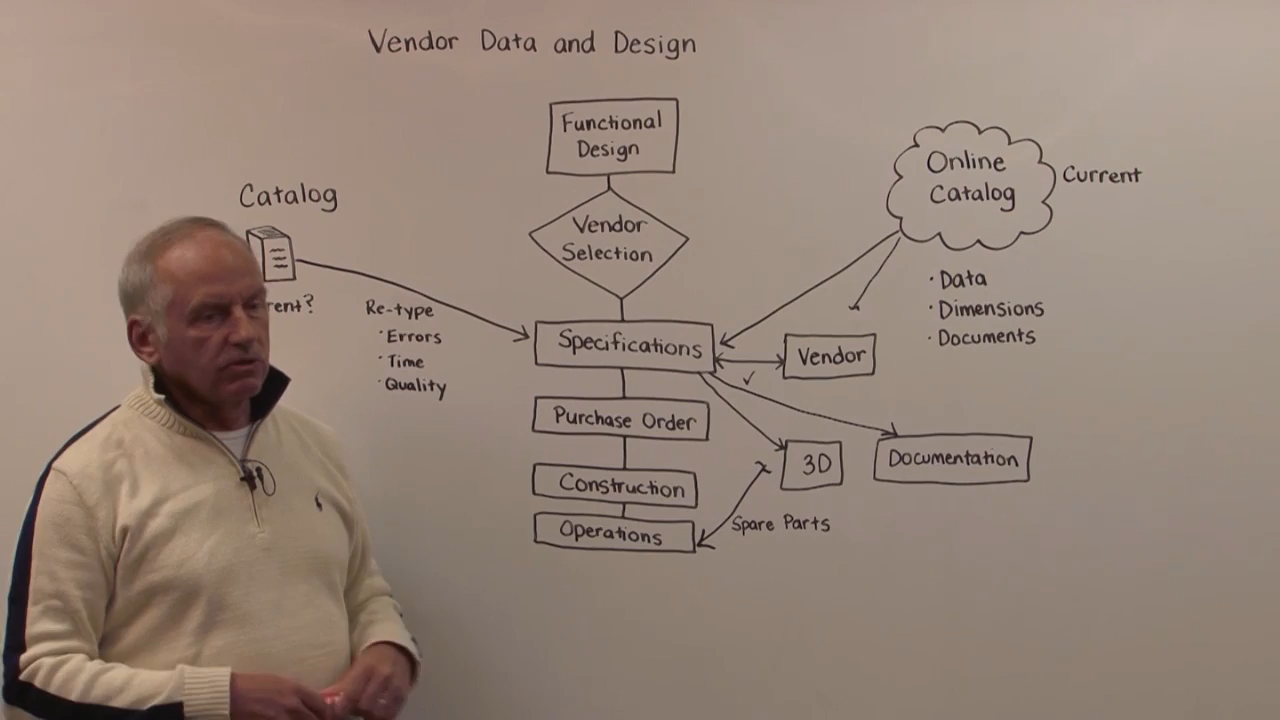 Vendor Data and Design
Functional
Design
Vendor
Selection
Specifications
Purchase Order
Construction
Operations
Catalog
rent?
Re-type
· Errors
· Time
· Quality
Online
Catalog
Current
· Data
· Dimensions
· Documents
Vendor
3D
Documentation
Spare Parts